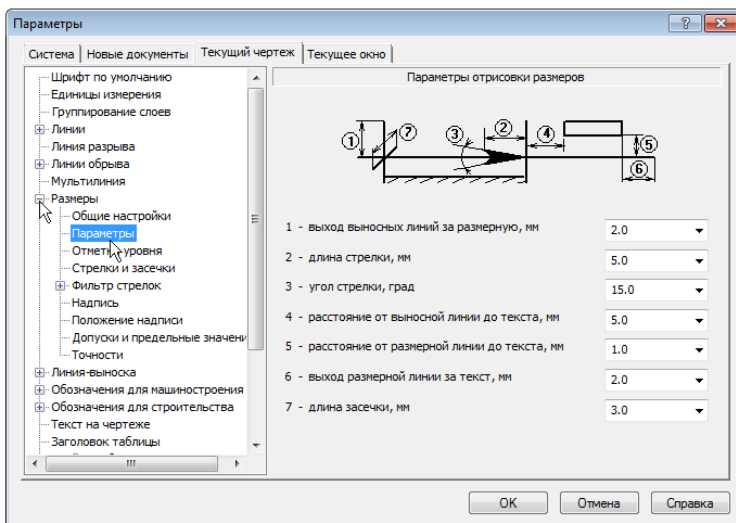 Параметры
Система Новые документы Текущий чертеж Текущее окно
Шрифт по умолчанию
Единицы измерения
Группирование слоев
Линии
Линия разрыва
Линии обрыва
Мультилиния
Размеры
Общие настройки
Параметры
Отметка уровня
Стрелки и засечки
Фильтр стрелок
Надпись
Положение надписи
Допуски и предельные значени
Точности
Линия-выноска
Обозначения для машиностроения
Обозначения для строительства
Текст на чертеже
Заголовок таблицы
Параметры отрисовки размеров
1 7 3 2 4 5 6
1 - выход выносных линий за размерную, мм 2.0
2 - длина стрелки, мм 5.0
3 - угол стрелки, град 15.0
4 - расстояние от выносной линии до текста, мм 5.0
5 - расстояние от размерной линии до текста, мм 1.0
6 - выход размерной линии за текст, мм 2.0
7 - длина засечки, мм 3.0
OK Отмена Справка